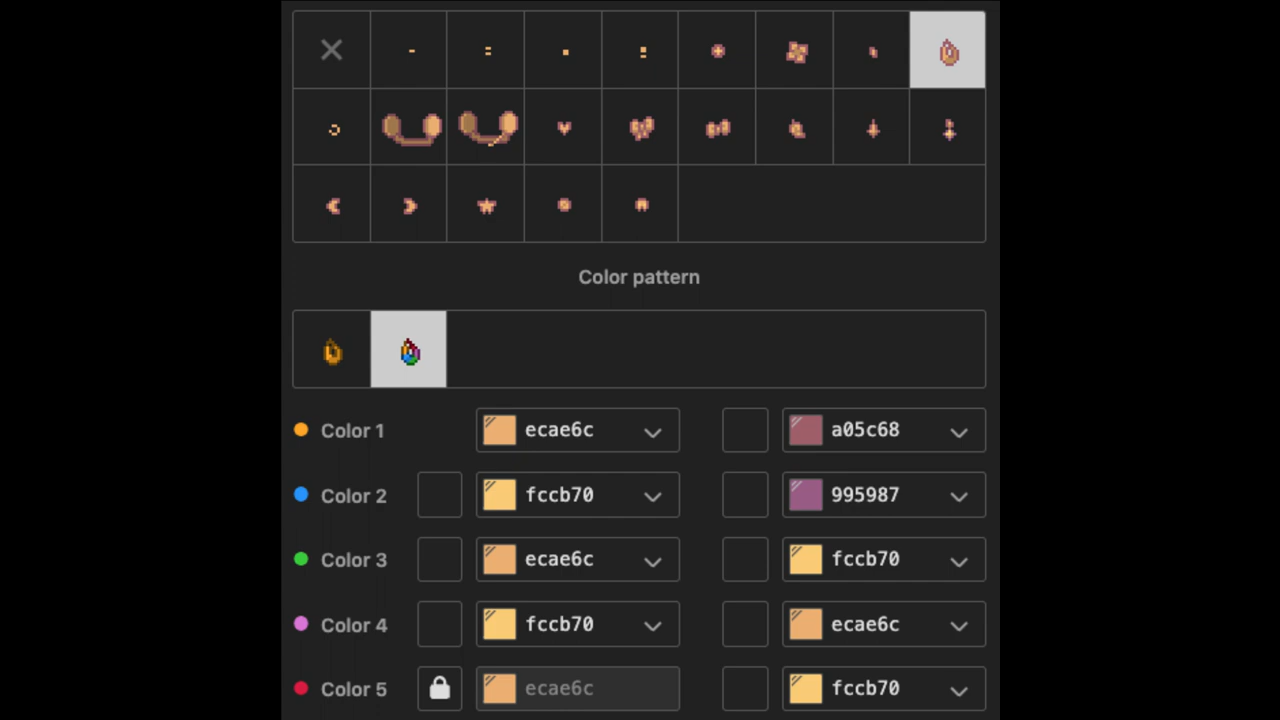 Color pattern
Color 1 ecae6c a05c68
Color 2 fccb70 995987
Color 3 ecae6c fccb70
Color 4 fccb70 ecae6c
Color 5 ecae6c fccb70